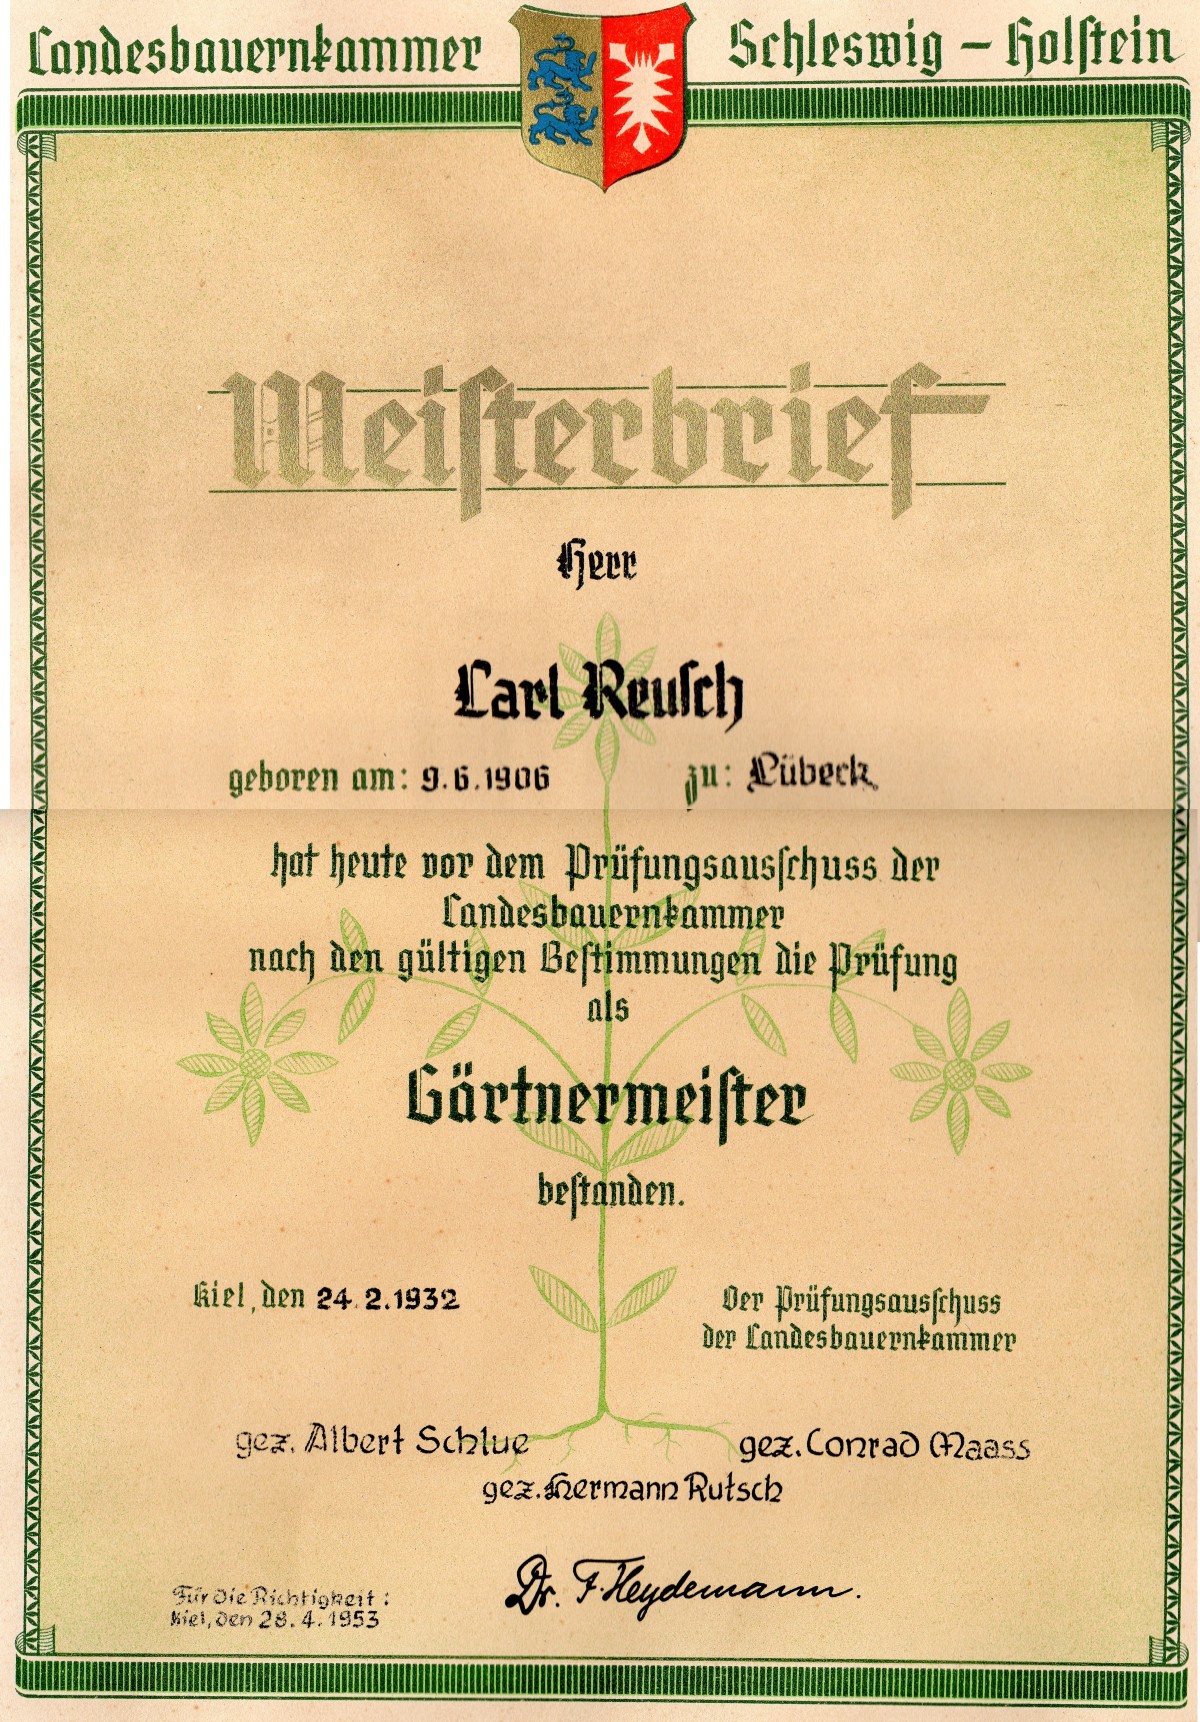 Landesbauernkammer Schleswig – Holstein
Meisterbrief
Herr
Carl Reusch
geboren am: 9.6.1906 zu: Lübeck
hat heute vor dem Prüfungsausschuss der
Landesbauernkammer
nach den gültigen Bestimmungen die Prüfung
als
Gärtnermeister
bestanden.
Kiel, den 24.2.1932
Der Prüfungsausschuss
der Landesbauernkammer
gez. Albert Schlue gez. Conrad Maass
gez. Hermann Rutsch
Dr. F. Heydemann.
Für die Richtigkeit:
Kiel, den 28.4.1953